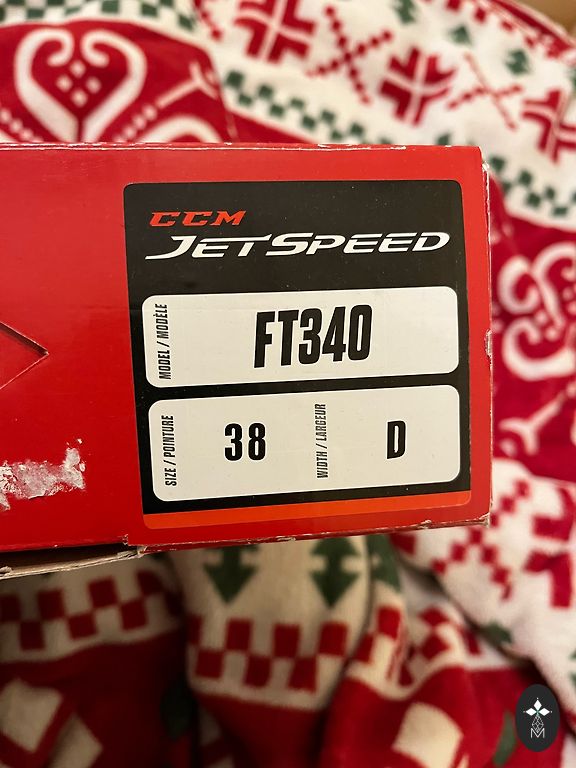 CCM
JETSPEED
MODEL / MODÈLE
FT340
SIZE / POINTURE
38
WIDTH / LARGEUR
D
M